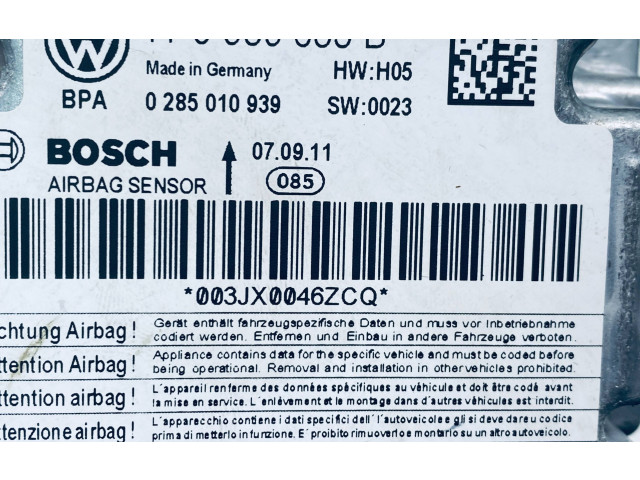 Made in Germany HW:H05
BPA 0 285 010 939 SW:0023
BOSCH 07.09.11
AIRBAG SENSOR 085
*003JX0046ZCQ*
chtung Airbag! Gerät enthält fahrzeugspezifische Daten und muss vor Inbetriebnahme
codiert werden. Entfernen und Einbau in andere Fahrzeuge verboten.
ttention Airbag! Appliance contains data for the specific vehicle and must be coded before
being operational. Removal and installation in other vehicles prohibited.
ttention airbag! L'appareil renferme des données spécifiques au véhicule et doit être codé avant
la mise en service. L'enlévement et le montage dans d'autres véhicules est interdit.
ttenzione airbag! L'apparecchio contiene i dati specifici dell'l'autoveicolo e gli si deve dare u codice
prima di metterlo in funzione. E'proibito rimuoverlo e montarlo su un altro autoveicolo.